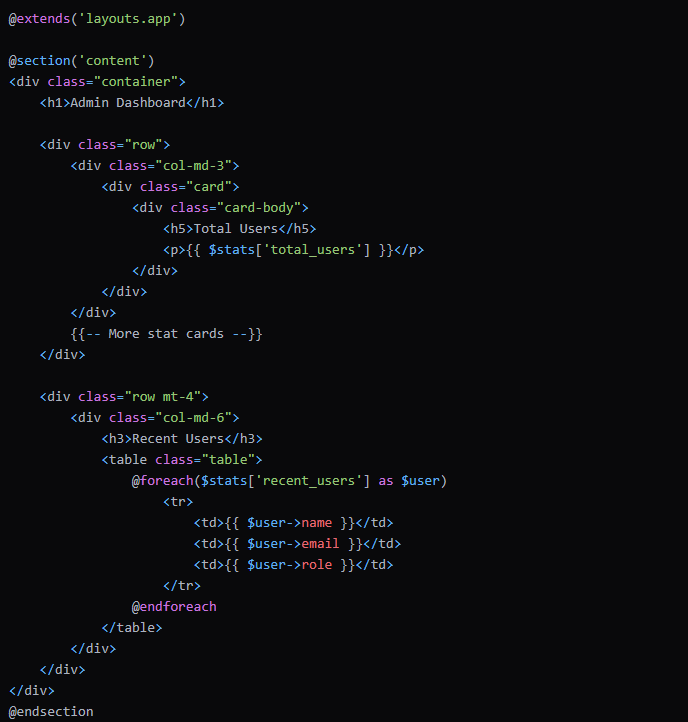 @extends('layouts.app')

@section('content')
<div class="container">
    <h1>Admin Dashboard</h1>

    <div class="row">
        <div class="col-md-3">
            <div class="card">
                <div class="card-body">
                    <h5>Total Users</h5>
                    <p>{{ $stats['total_users'] }}</p>
                </div>
            </div>
        </div>
        {{-- More stat cards --}}
    </div>

    <div class="row mt-4">
        <div class="col-md-6">
            <h3>Recent Users</h3>
            <table class="table">
                @foreach($stats['recent_users'] as $user)
                    <tr>
                        <td>{{ $user->name }}</td>
                        <td>{{ $user->email }}</td>
                        <td>{{ $user->role }}</td>
                    </tr>
                @endforeach
            </table>
        </div>
    </div>
</div>
@endsection